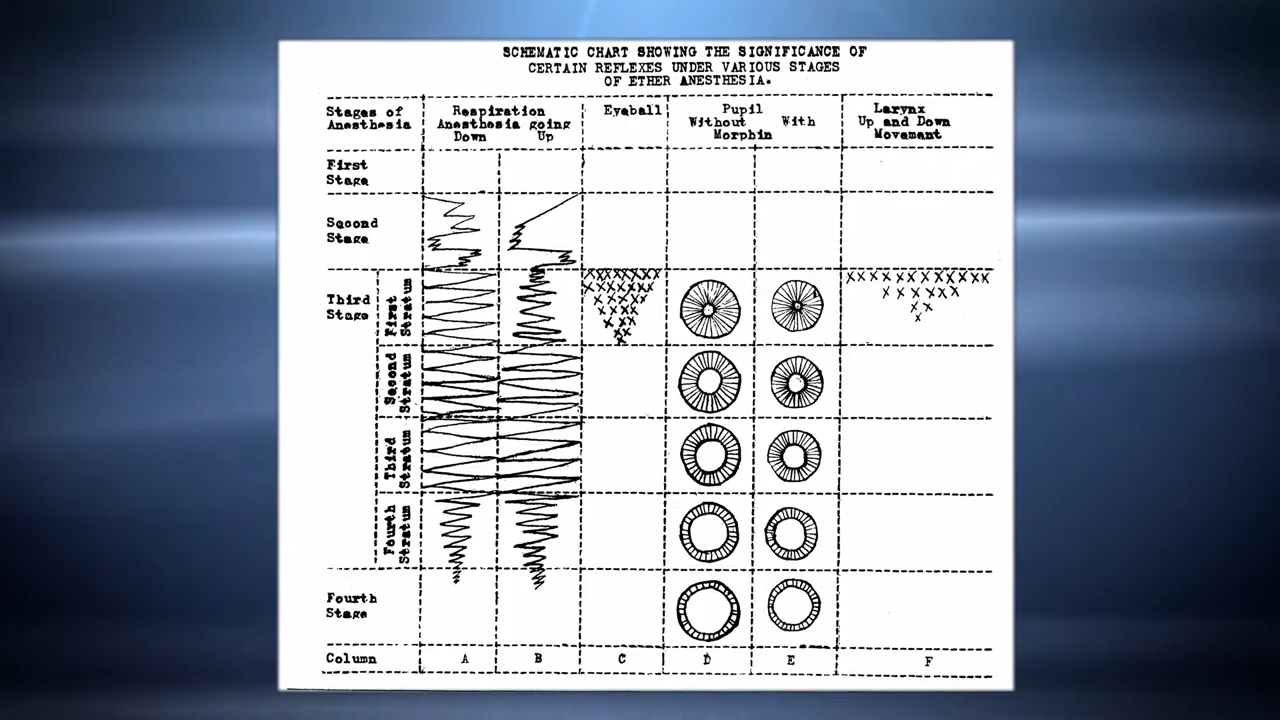 SCHEMATIC CHART SHOWING THE SIGNIFICANCE OF
CERTAIN REFLEXES UNDER VARIOUS STAGES
OF ETHER ANESTHESIA.
Stages of
Anesthesia
Respiration
Anesthesia going
Down Up
Eyeball
Pupil
Without With
Morphin
Larynx
Up and Down
Movement
First
Stage
Second
Stage
Third
Stage
First
Stratum
Second
Stratum
Third
Stratum
Fourth
Stratum
Fourth
Stage
Column A B C D E F